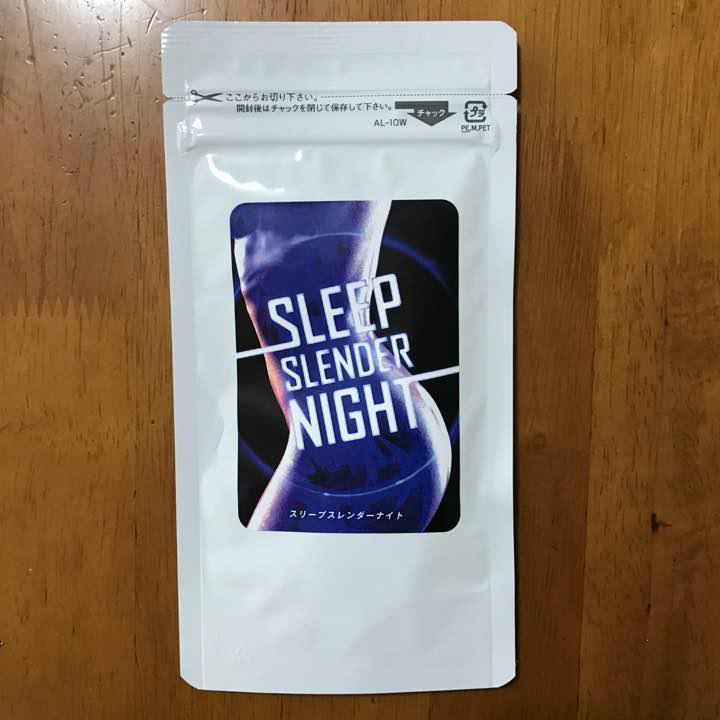 ここからお切り下さい。
開封後はチャックを閉じて保存して下さい。
チャック
AL-10W
プラ
PE,M,PET
SLEEP
SLENDER
NIGHT
スリープスレンダーナイト